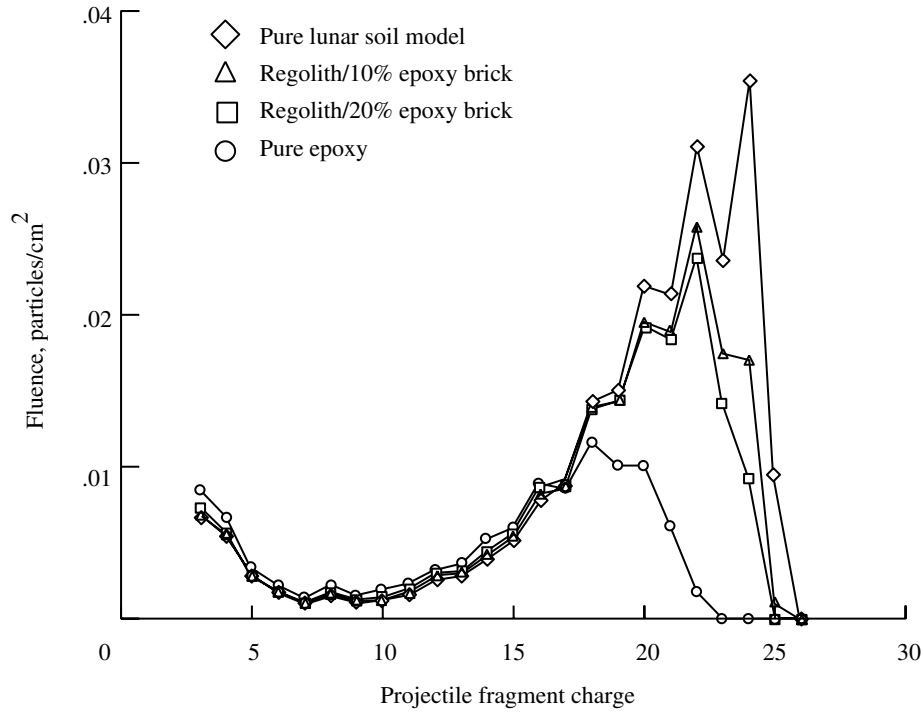 .04
.03
.02
.01
0
5
10
15
20
25
30
Fluence, particles/cm2
Projectile fragment charge
Pure lunar soil model
Regolith/10% epoxy brick
Regolith/20% epoxy brick
Pure epoxy